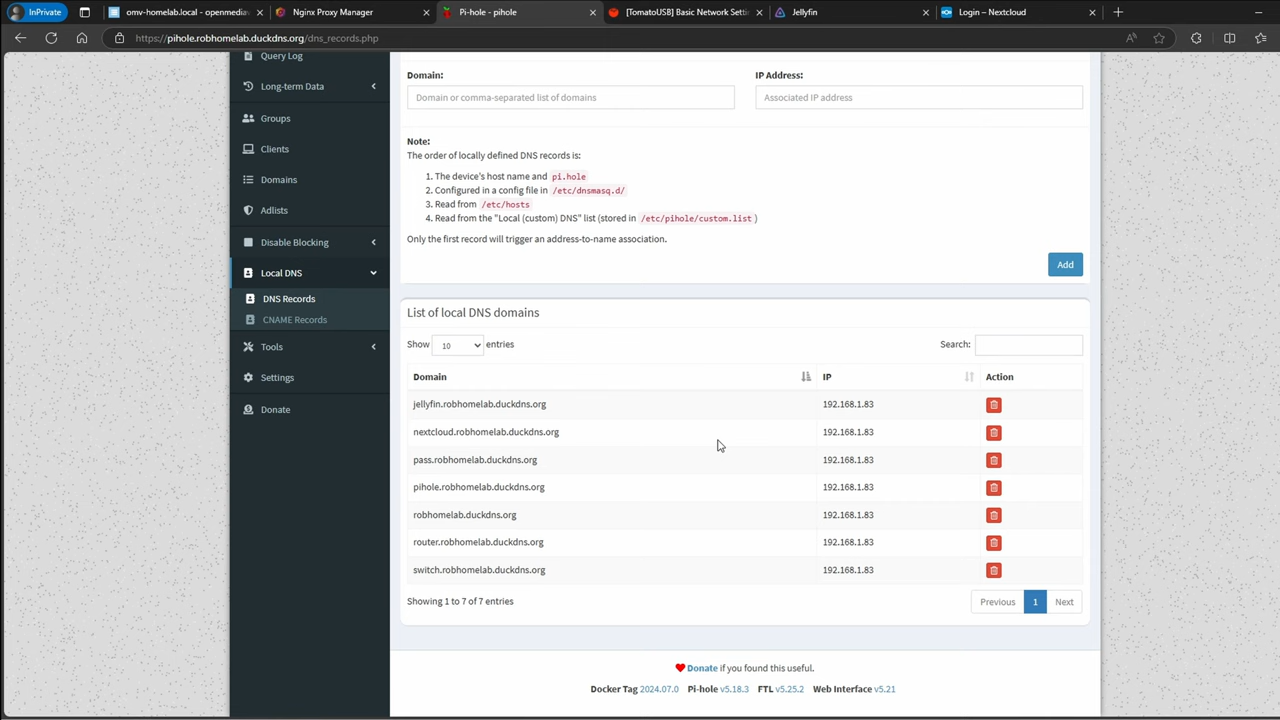 InPrivate
omv-homelab.local - openmediav
Nginx Proxy Manager
Pi-hole - pihole
[TomatoUSB] Basic Network Setti
Jellyfin
Login – Nextcloud
https://pihole.robhomelab.duckdns.org/dns_records.php
Query Log
Long-term Data
Groups
Clients
Domains
Adlists
Disable Blocking
Local DNS
DNS Records
CNAME Records
Tools
Settings
Donate
Domain:
IP Address:
Domain or comma-separated list of domains
Associated IP address
Note:
The order of locally defined DNS records is:
1. The device's host name and pi.hole
2. Configured in a config file in /etc/dnsmasq.d/
3. Read from /etc/hosts
4. Read from the "Local (custom) DNS" list (stored in /etc/pihole/custom.list )
Only the first record will trigger an address-to-name association.
Add
List of local DNS domains
Show 10 entries
Search:
Domain IP Action
jellyfin.robhomelab.duckdns.org 192.168.1.83
nextcloud.robhomelab.duckdns.org 192.168.1.83
pass.robhomelab.duckdns.org 192.168.1.83
pihole.robhomelab.duckdns.org 192.168.1.83
robhomelab.duckdns.org 192.168.1.83
router.robhomelab.duckdns.org 192.168.1.83
switch.robhomelab.duckdns.org 192.168.1.83
Showing 1 to 7 of 7 entries
Previous 1 Next
Donate if you found this useful.
Docker Tag 2024.07.0 Pi-hole v5.18.3 FTL v5.25.2 Web Interface v5.21